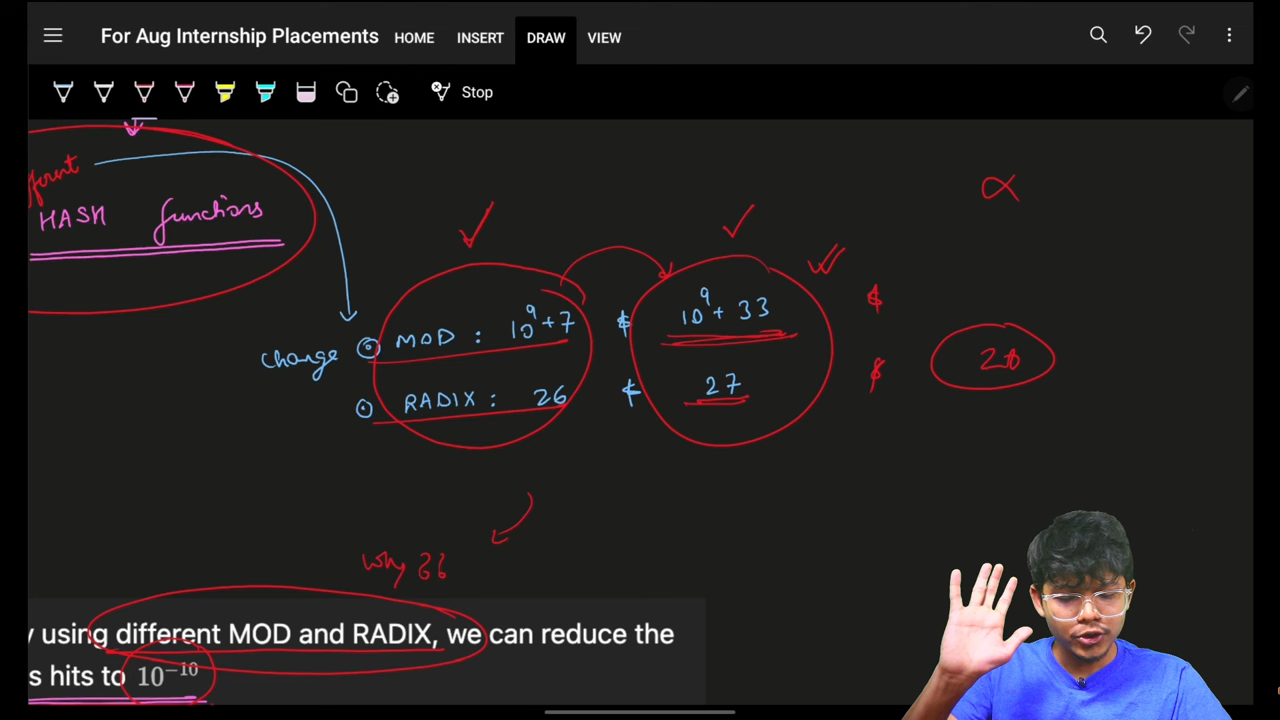 For Aug Internship Placements HOME INSERT DRAW VIEW
Stop
HASH functions
α
MOD : 10⁹+7 & 10⁹+ 33 &
change
RADIX : 26 & 27 & 28
why
using different MOD and RADIX, we can reduce the
s hits to 10⁻¹⁰